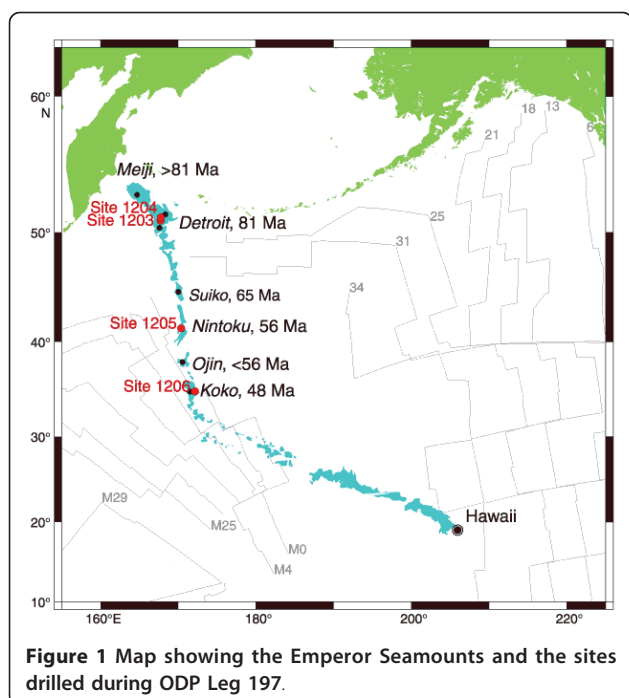 60°
N
18
13
6
21
Meiji, >81 Ma
Site 1204
Site 1203
Detroit, 81 Ma
50°
25
31
34
Suiko, 65 Ma
Site 1205
Nintoku, 56 Ma
40°
Ojin, <56 Ma
Site 1206
Koko, 48 Ma
30°
M29
M25
Hawaii
20°
M0
M4
10°
160°E
180°
200°
220°
Figure 1 Map showing the Emperor Seamounts and the sites
drilled during ODP Leg 197.